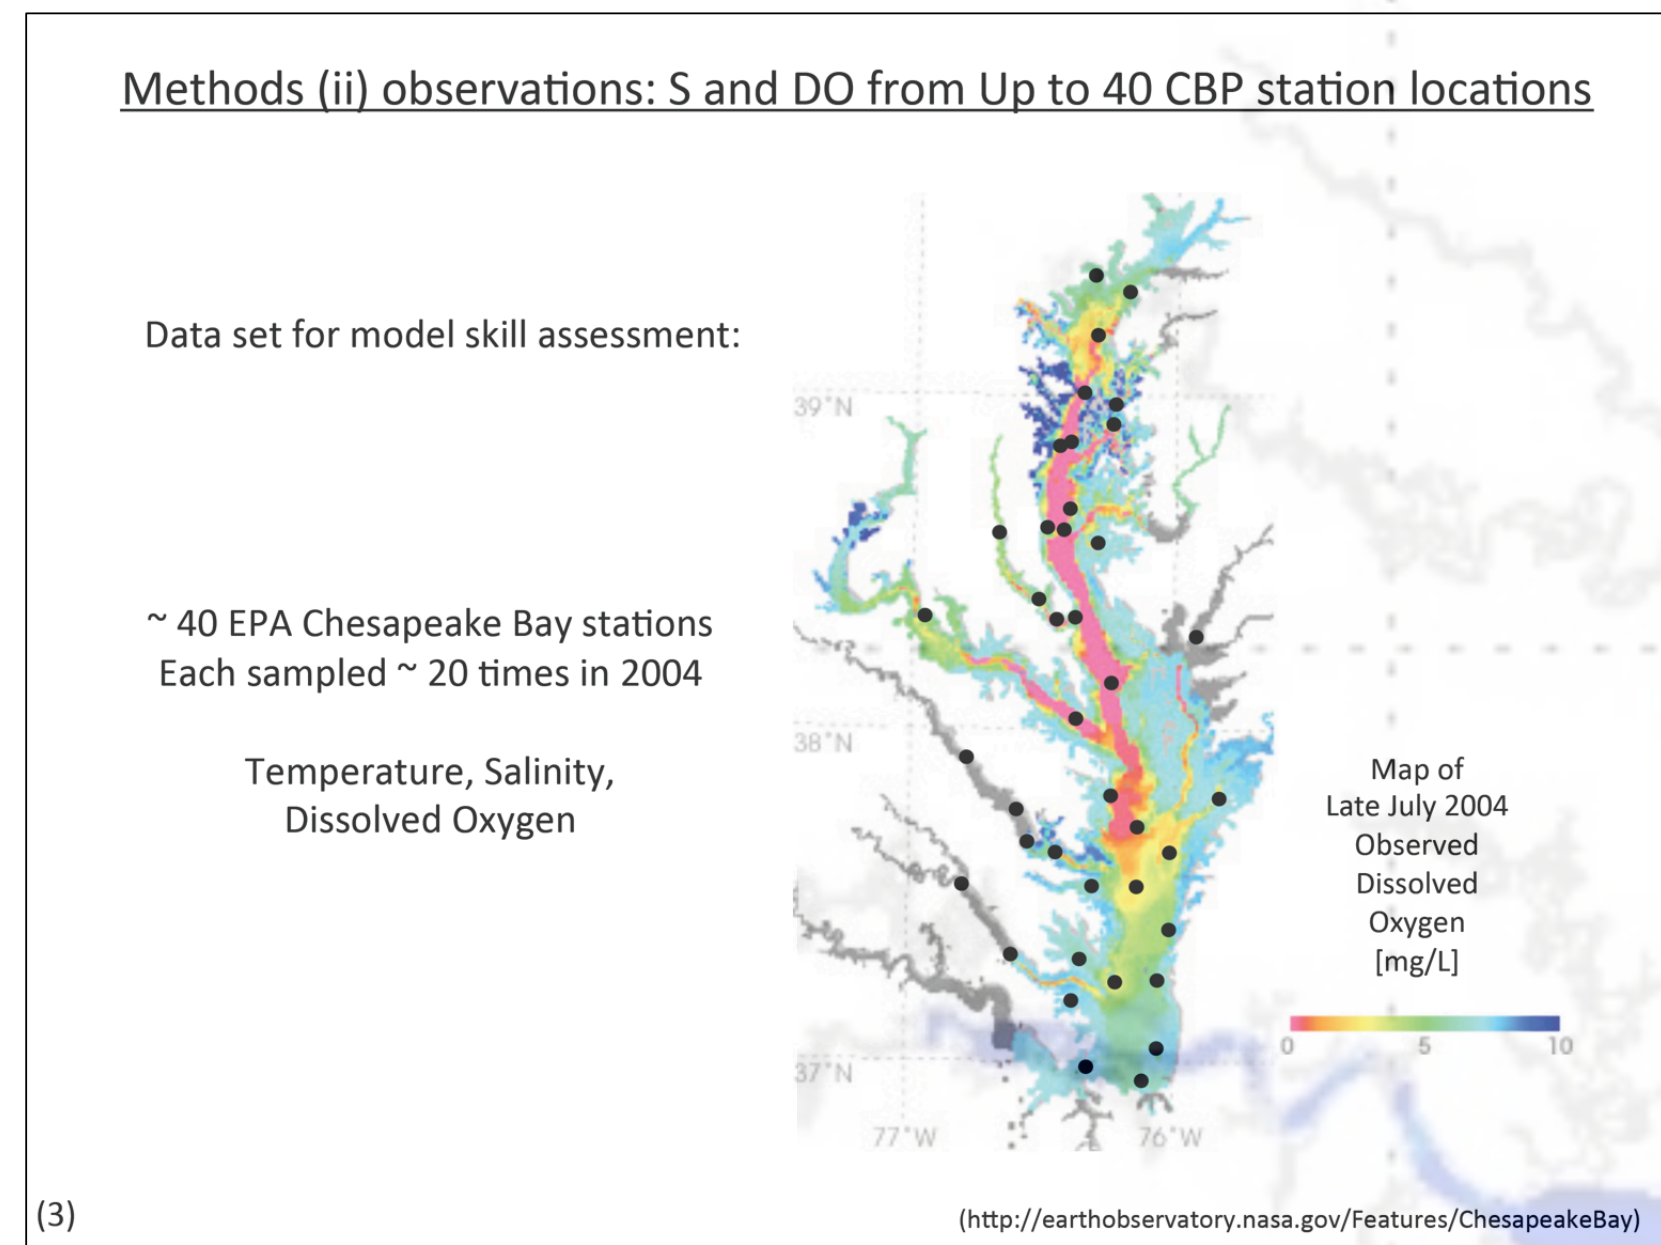 Methods (ii) observations: S and DO from Up to 40 CBP station locations
Data set for model skill assessment:
~ 40 EPA Chesapeake Bay stations
Each sampled ~ 20 times in 2004
Temperature, Salinity,
Dissolved Oxygen
39°N
38°N
37°N
77°W
76°W
Map of
Late July 2004
Observed
Dissolved
Oxygen
[mg/L]
0 5 10
(3)
(http://earthobservatory.nasa.gov/Features/ChesapeakeBay)